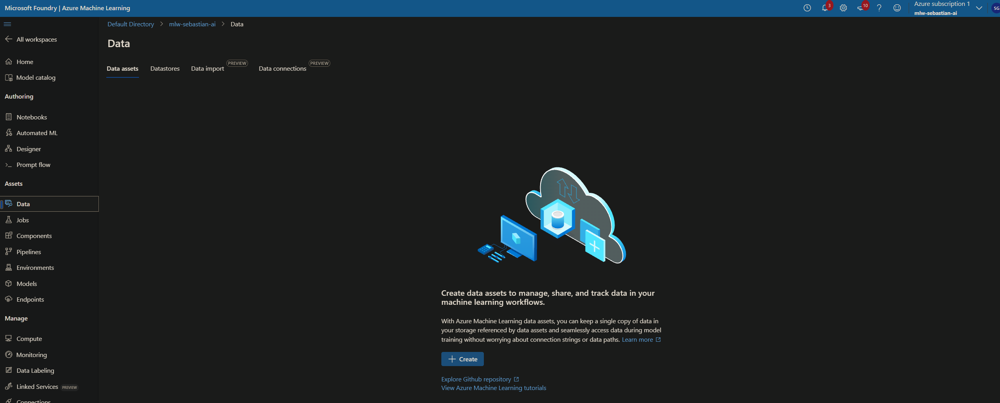 Microsoft Foundry | Azure Machine Learning
3
10
Azure subscription 1
mlw-sebastian-ai
SG
Default Directory > mlw-sebastian-ai > Data
All workspaces
Home
Model catalog
Authoring
Notebooks
Automated ML
Designer
Prompt flow
Assets
Data
Jobs
Components
Pipelines
Environments
Models
Endpoints
Manage
Compute
Monitoring
Data Labeling
Linked Services PREVIEW
Connections
Data
Data assets
Datastores
Data import PREVIEW
Data connections PREVIEW
Create data assets to manage, share, and track data in your
machine learning workflows.
With Azure Machine Learning data assets, you can keep a single copy of data in
your storage referenced by data assets and seamlessly access data during model
training without worrying about connection strings or data paths. Learn more
Create
Explore Github repository
View Azure Machine Learning tutorials